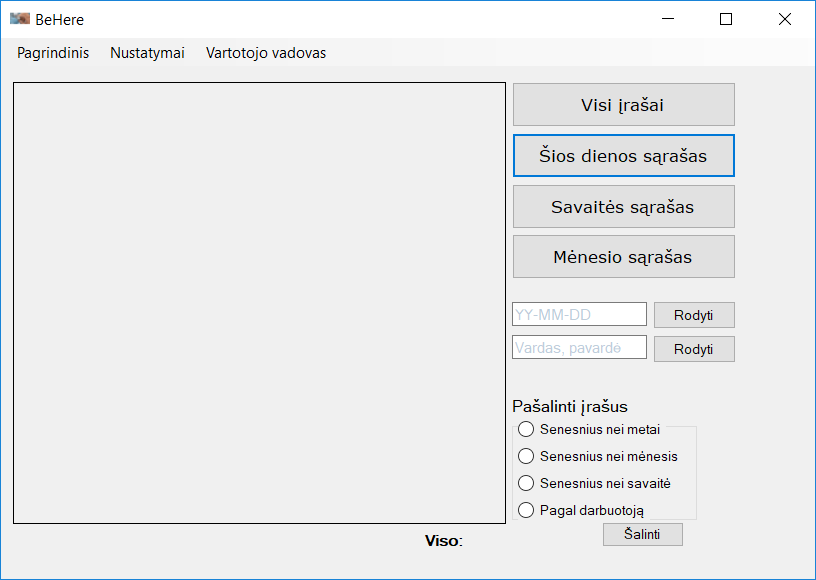 BeHere
Pagrindinis Nustatymai Vartotojo vadovas
Visi įrašai
Šios dienos sąrašas
Savaitės sąrašas
Mėnesio sąrašas
YY-MM-DD Rodyti
Vardas, pavardė Rodyti
Pašalinti įrašus
Senesnius nei metai
Senesnius nei mėnesis
Senesnius nei savaitė
Pagal darbuotoją
Šalinti
Viso: